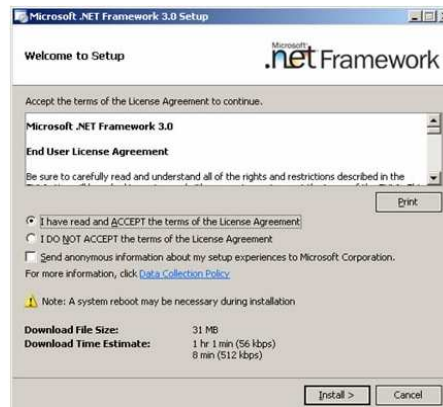 Microsoft .NET Framework 3.0 Setup
Welcome to Setup
Microsoft
.net Framework
Accept the terms of the License Agreement to continue.
Microsoft .NET Framework 3.0
End User License Agreement
Be sure to carefully read and understand all of the rights and restrictions described in the
Print
I have read and ACCEPT the terms of the License Agreement
I DO NOT ACCEPT the terms of the License Agreement
Send anonymous information about my setup experiences to Microsoft Corporation.
For more information, click Data Collection Policy
Note: A system reboot may be necessary during installation
Download File Size: 31 MB
Download Time Estimate: 1 hr 1 min (56 kbps)
8 min (512 kbps)
Install > Cancel